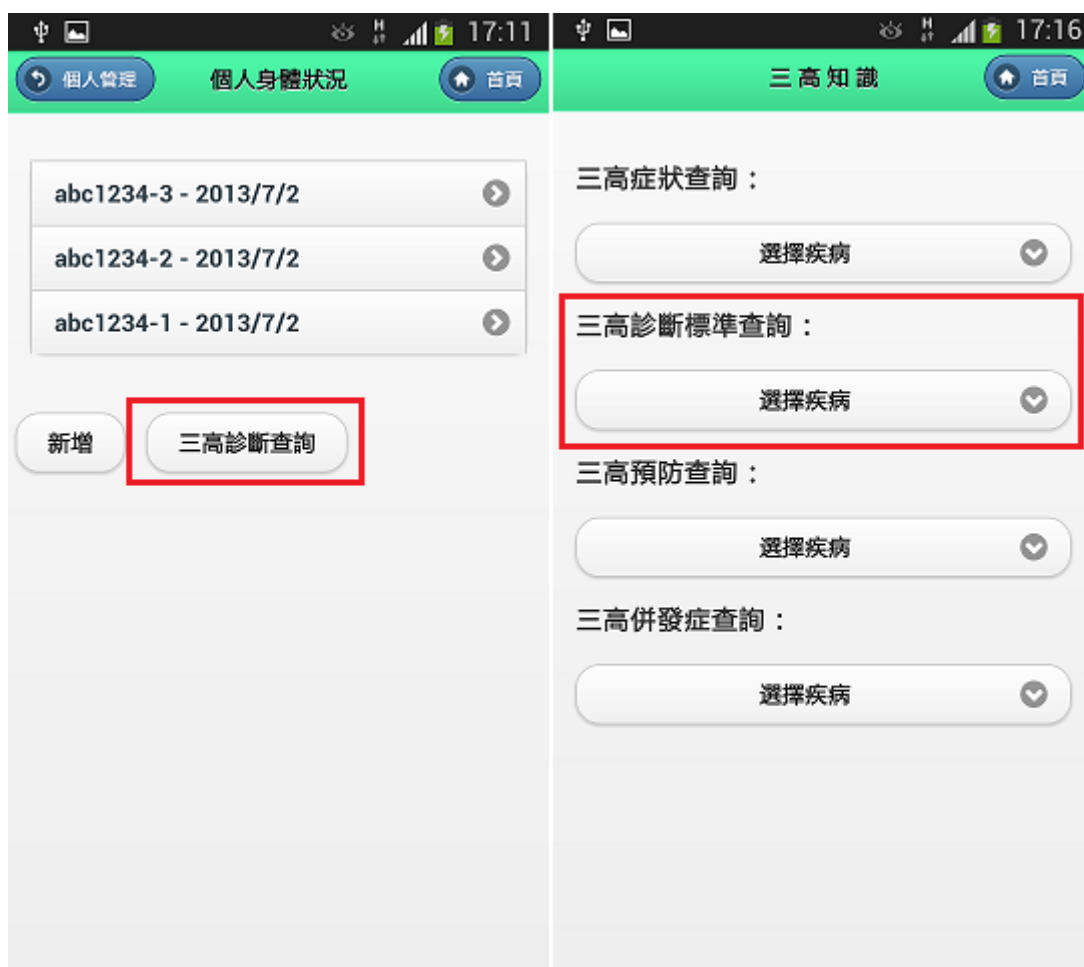 17:11
個人管理 個人身體狀況 首頁
abc1234-3 - 2013/7/2
abc1234-2 - 2013/7/2
abc1234-1 - 2013/7/2
新增 三高診斷查詢
17:16
三高知識 首頁
三高症狀查詢：
選擇疾病
三高診斷標準查詢：
選擇疾病
三高預防查詢：
選擇疾病
三高併發症查詢：
選擇疾病